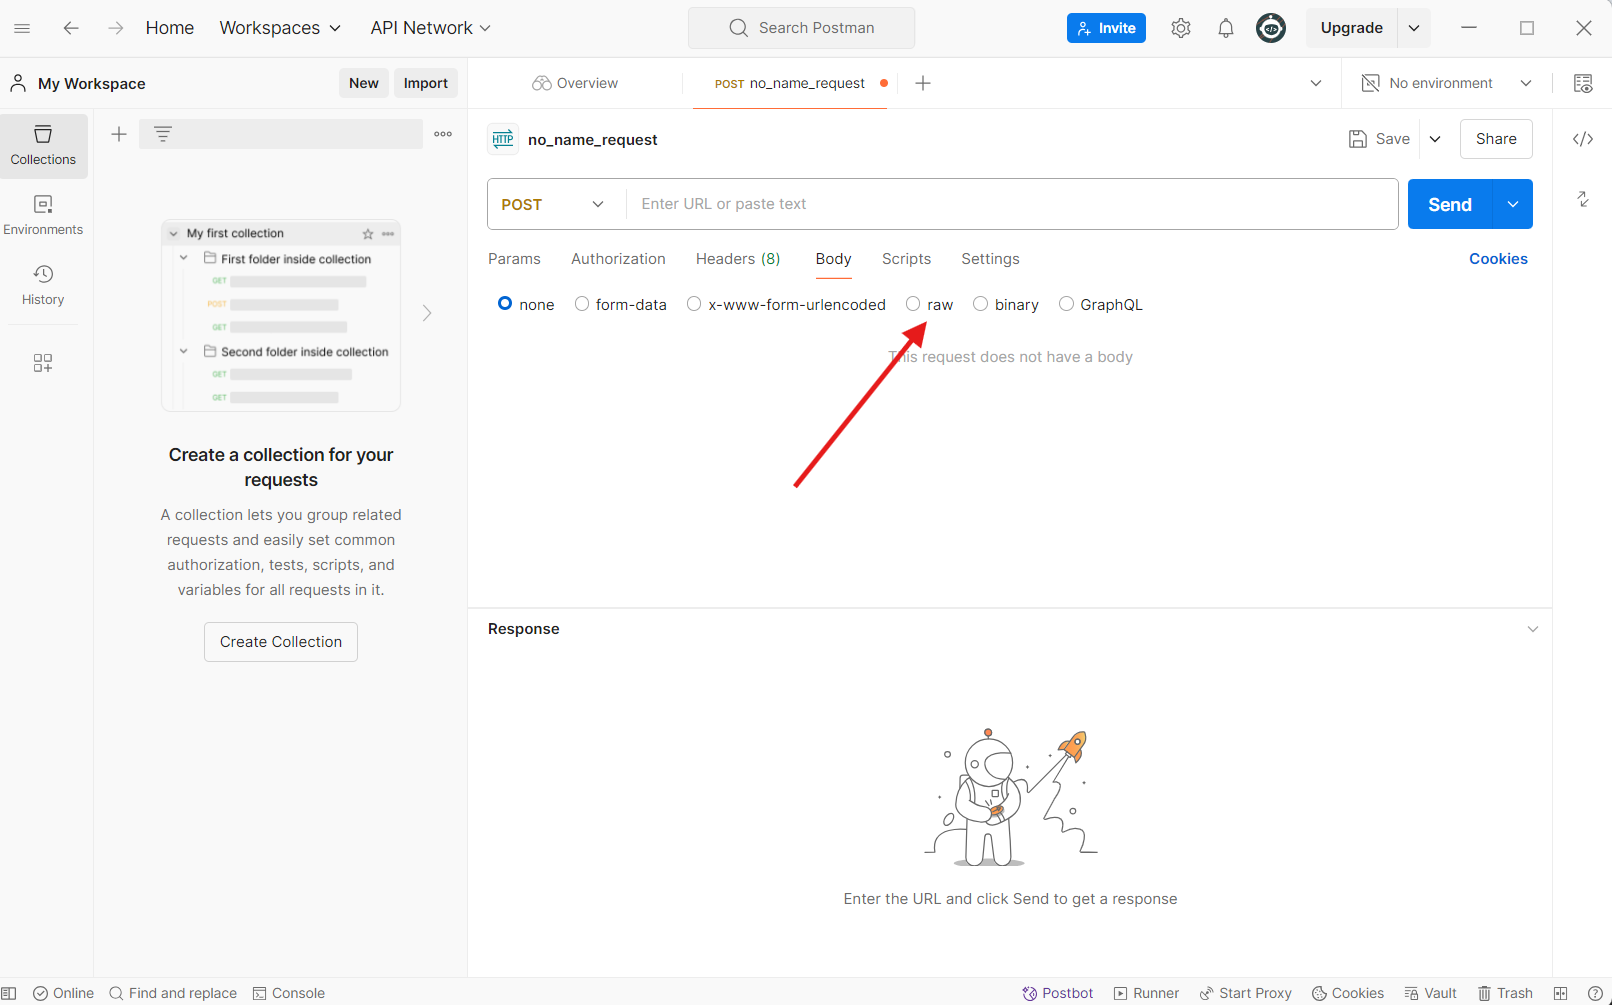 Home Workspaces API Network Search Postman Invite Upgrade
My Workspace New Import Overview POST no_name_request No environment
Collections
Environments
History
HTTP no_name_request Save Share
POST Enter URL or paste text Send
Params Authorization Headers (8) Body Scripts Settings Cookies
none form-data x-www-form-urlencoded raw binary GraphQL
This request does not have a body
My first collection
First folder inside collection
GET
POST
GET
Second folder inside collection
GET
GET
Create a collection for your
requests
A collection lets you group related
requests and easily set common
authorization, tests, scripts, and
variables for all requests in it.
Create Collection
Response
Enter the URL and click Send to get a response
Online Find and replace Console Postbot Runner Start Proxy Cookies Vault Trash